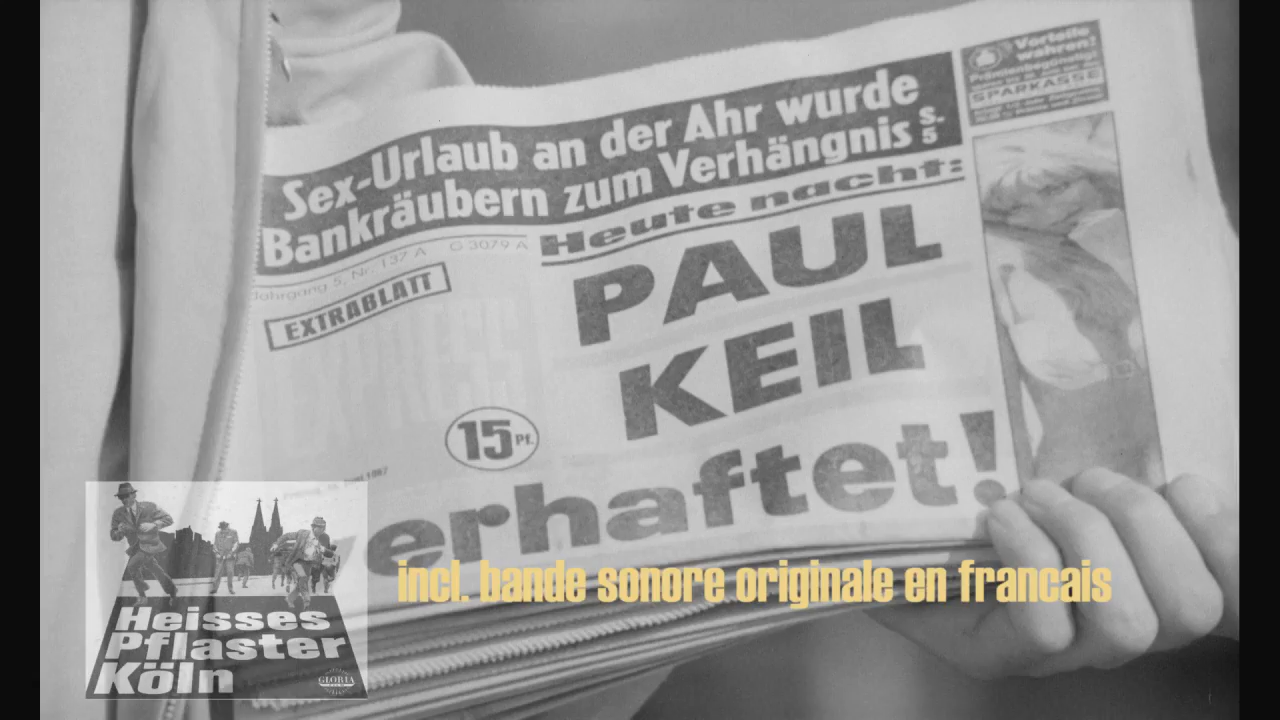 Vorteile
wahren!
Prämienbegünstigt
SPARKASSE
Sex-Urlaub an der Ahr wurde
Bankräubern zum Verhängnis S. 5
Heute nacht:
Jahrgang 5, Nr. 137 A G 3079 A
EXTRABLATT
PAUL
KEIL
15 Pf.
erhaftet!
incl. bande sonore originale en francais
Heisses
Pflaster
Köln
GLORIA